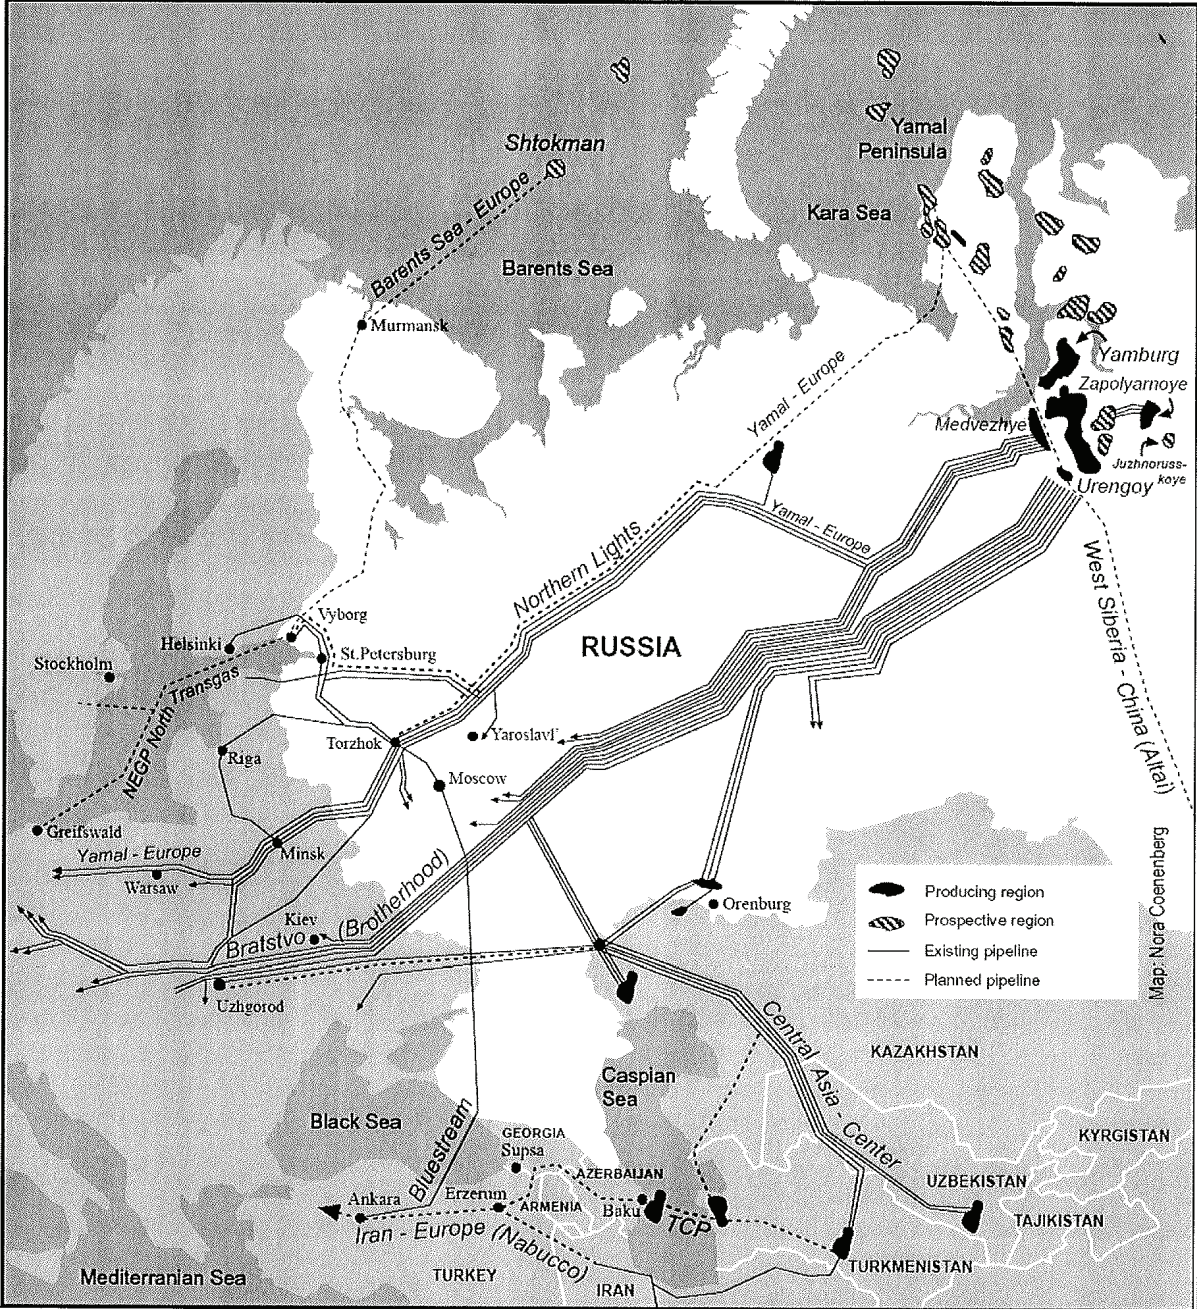 Shtokman
Yamal
Peninsula
Barents Sea - Europe
Kara Sea
Barents Sea
Murmansk
Yamburg
Yamal - Europe
Zapolyarnoye
Medvezhye
Juzhnoruss-
koye
Urengoy
Yamal - Europe
Northern Lights
West Siberia - China (Altai)
Vyborg
Helsinki
St.Petersburg
RUSSIA
Stockholm
NEGP North Transgas
Torzhok
Yaroslavl'
Riga
Moscow
Greifswald
Yamal - Europe
Minsk
Warsaw
Kiev
Bratstvo (Brotherhood)
Orenburg
Uzhgorod
Producing region
Prospective region
Existing pipeline
Planned pipeline
Map: Nora Coenenberg
Central Asia - Center
KAZAKHSTAN
Caspian
Sea
Black Sea
Bluestream
GEORGIA
Supsa
KYRGISTAN
AZERBAIJAN
UZBEKISTAN
Ankara
Erzerum
ARMENIA
Baku
TCP
TAJIKISTAN
Iran - Europe (Nabucco)
TURKMENISTAN
Mediterranian Sea
TURKEY
IRAN